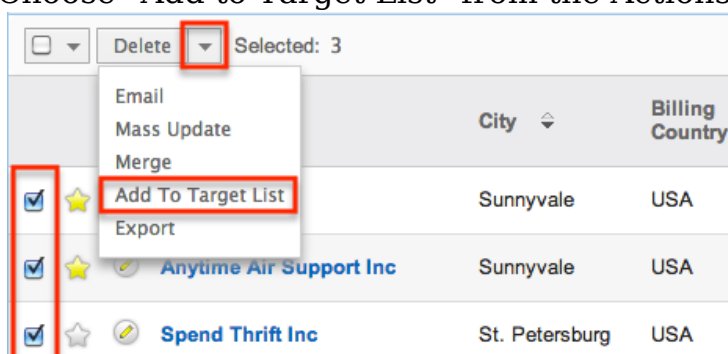 Choose "Add to Target List" from the Actions
Delete Selected: 3
Email
Mass Update
Merge
Add To Target List
Export
City Billing Country
Sunnyvale USA
Anytime Air Support Inc Sunnyvale USA
Spend Thrift Inc St. Petersburg USA